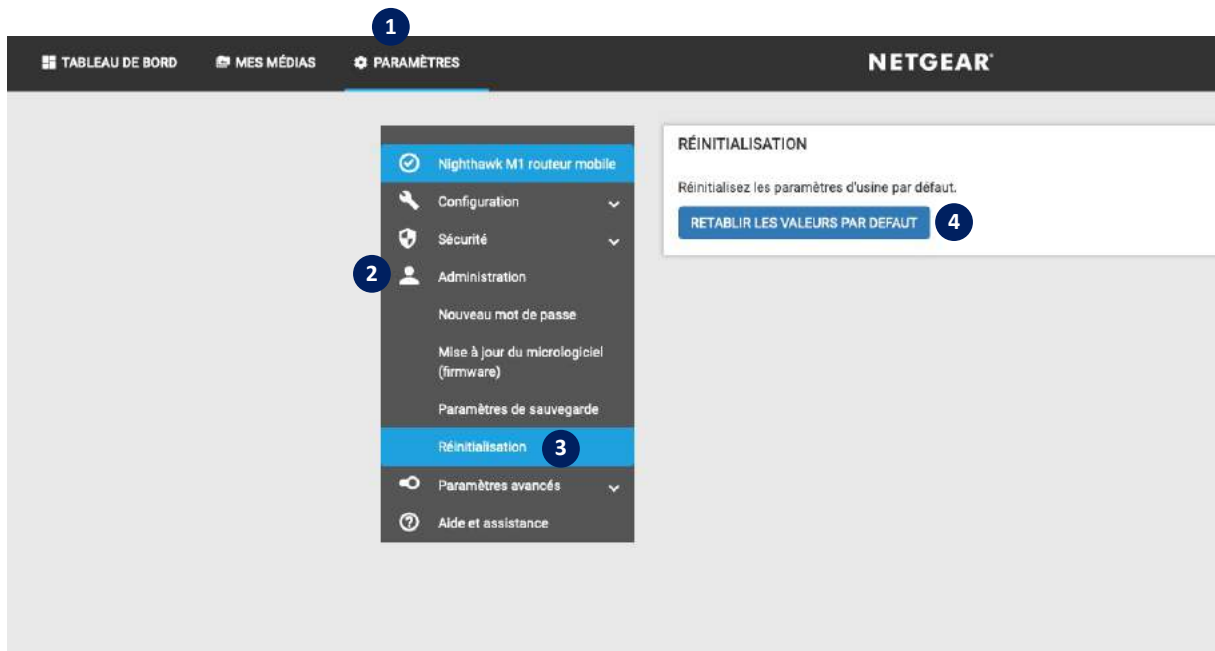 1
TABLEAU DE BORD MES MÉDIAS PARAMÈTRES NETGEAR
Nighthawk M1 routeur mobile
Configuration
Sécurité
2 Administration
Nouveau mot de passe
Mise à jour du micrologiciel
(firmware)
Paramètres de sauvegarde
Réinitialisation 3
Paramètres avancés
Aide et assistance
RÉINITIALISATION
Réinitialisez les paramètres d'usine par défaut.
RETABLIR LES VALEURS PAR DEFAUT 4